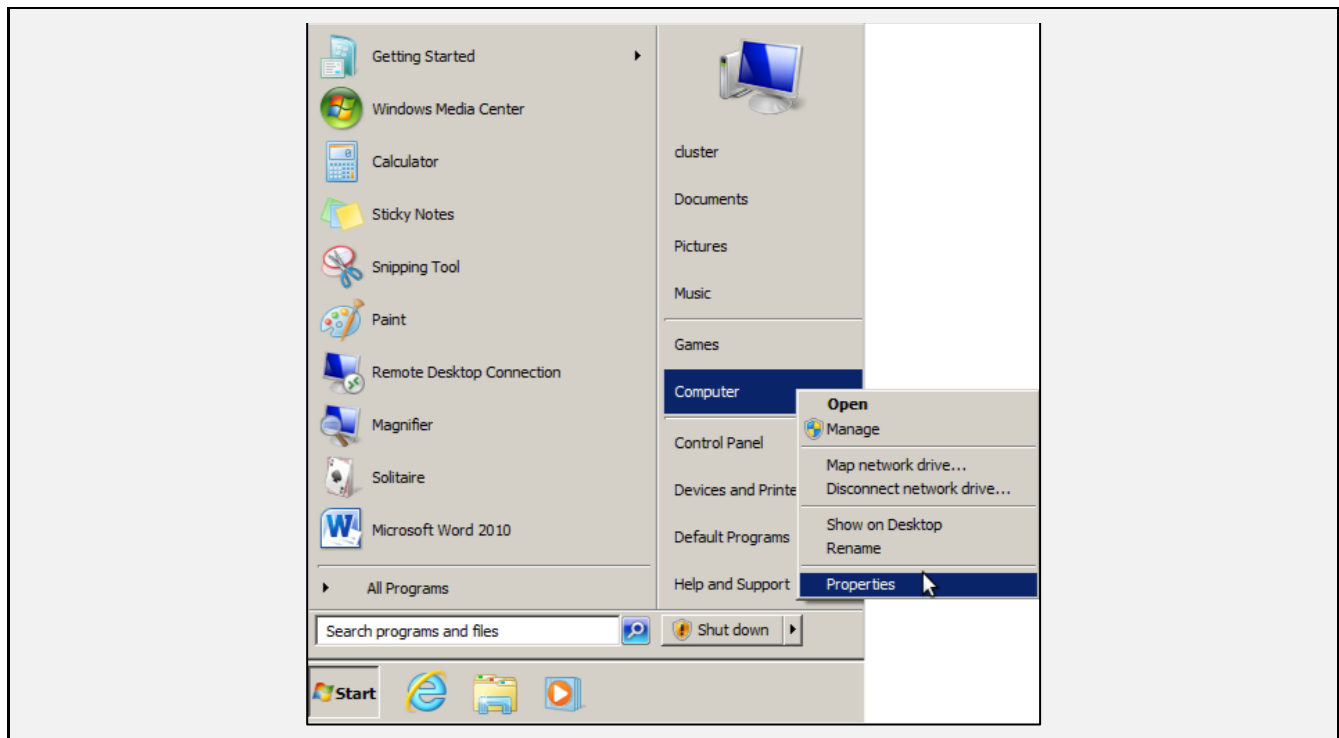 Getting Started
Windows Media Center
Calculator
Sticky Notes
Snipping Tool
Paint
Remote Desktop Connection
Magnifier
Solitaire
Microsoft Word 2010
All Programs
Search programs and files
cluster
Documents
Pictures
Music
Games
Computer
Control Panel
Devices and Printe
Default Programs
Help and Support
Shut down
Open
Manage
Map network drive...
Disconnect network drive...
Show on Desktop
Rename
Properties
Start